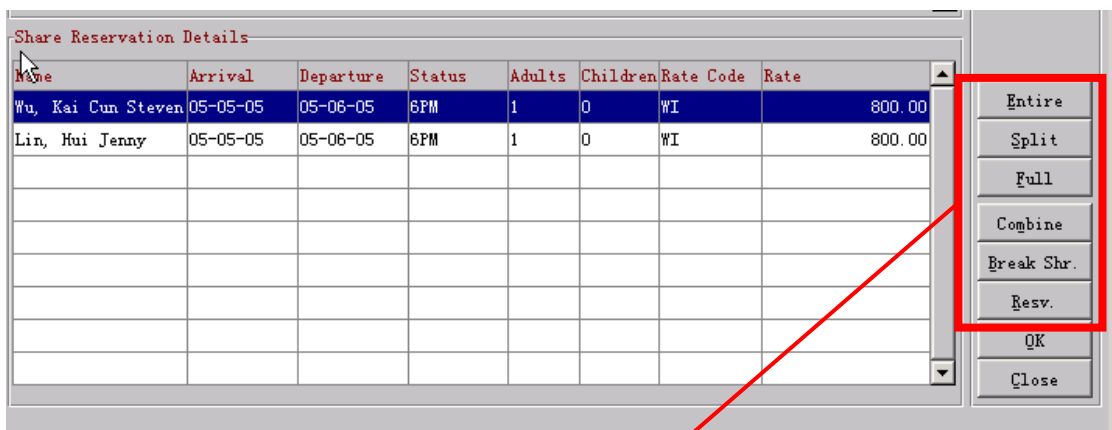 Share Reservation Details
Name Arrival Departure Status Adults Children Rate Code Rate
Wu, Kai Cun Steven 05-05-05 05-06-05 6PM 1 0 WI 800.00
Lin, Hui Jenny 05-05-05 05-06-05 6PM 1 0 WI 800.00
Entire
Split
Full
Combine
Break Shr.
Resv.
OK
Close